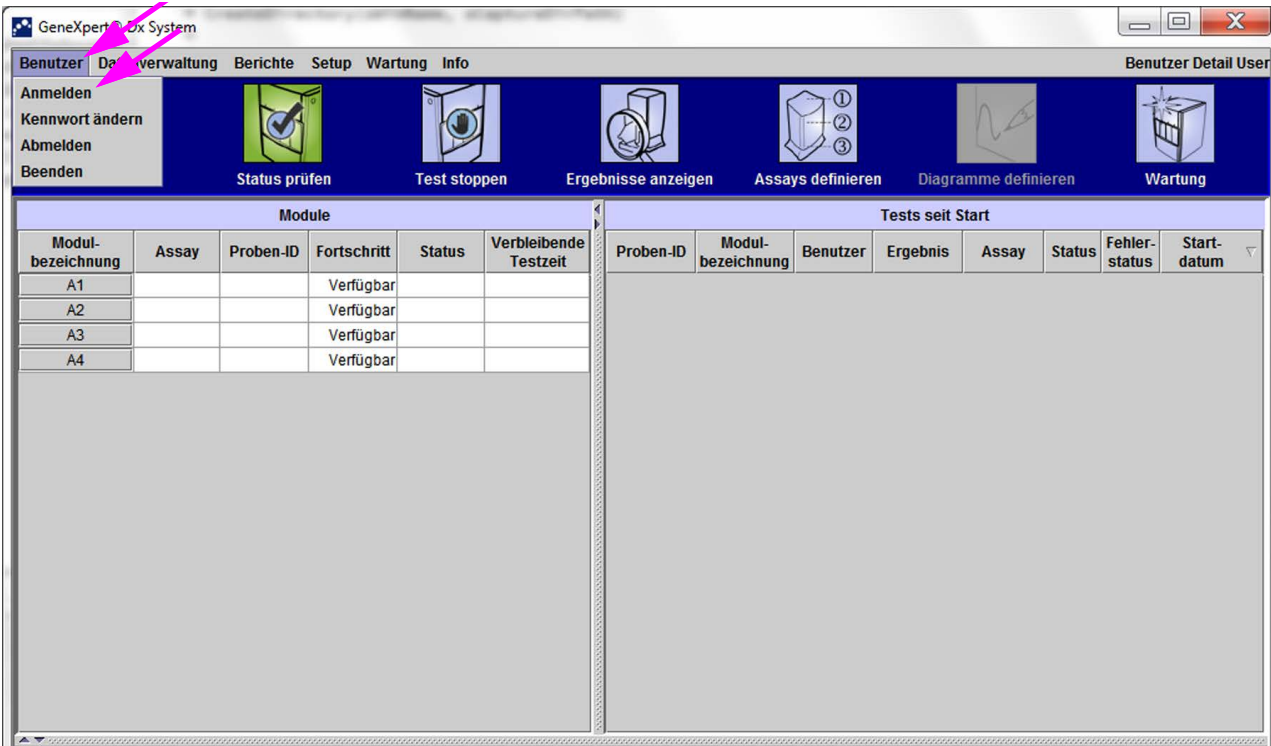 GeneXpert® Dx System
Benutzer Berichte Setup Wartung Info Benutzer Detail User
Anmelden
Kennwort ändern
Abmelden
Beenden
①
②
③
Status prüfen Test stoppen Ergebnisse anzeigen Assays definieren Diagramme definieren Wartung
Module Tests seit Start
Modul-
bezeichnung Assay Proben-ID Fortschritt Status Verbleibende
Testzeit
Proben-ID Modul-
bezeichnung Benutzer Ergebnis Assay Status Fehler-
status Start-
datum
A1 Verfügbar
A2 Verfügbar
A3 Verfügbar
A4 Verfügbar